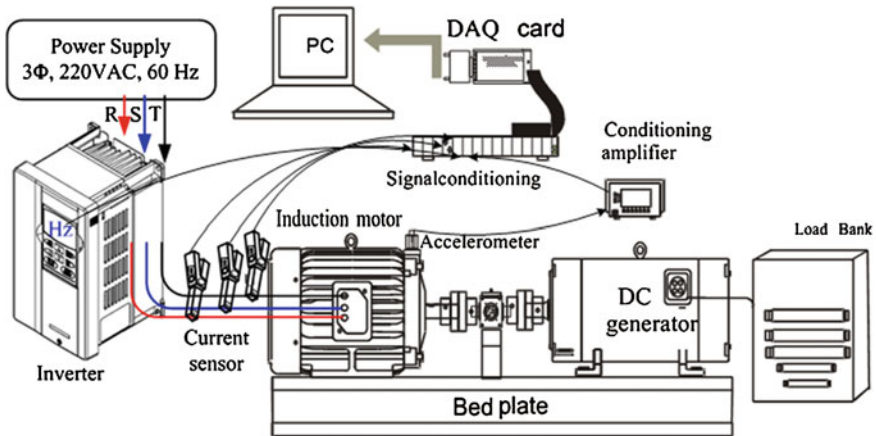 Power Supply
3Φ, 220VAC, 60 Hz
R S T
PC
DAQ card
Conditioning
amplifier
Signalconditioning
Induction motor
Accelerometer
Load Bank
Hz
DC
generator
Current
sensor
Inverter
Bed plate